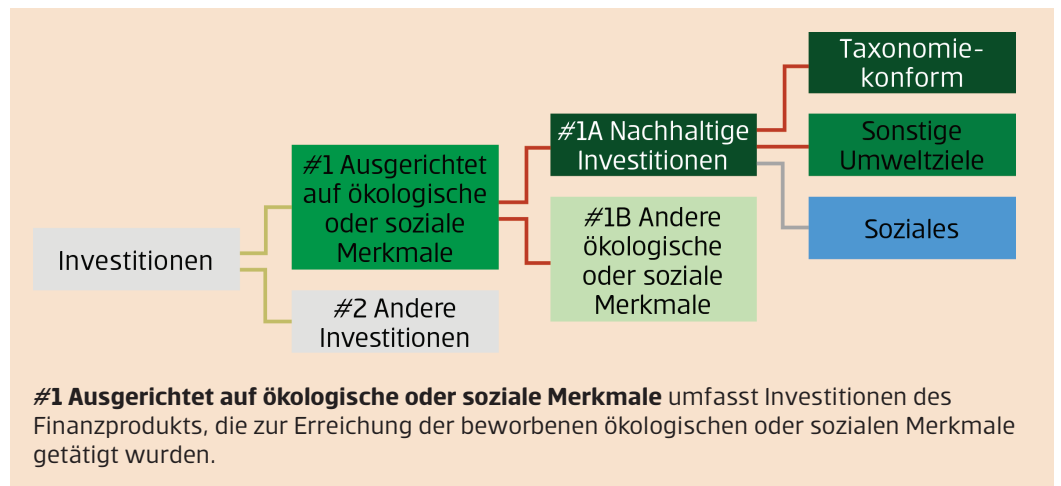 Investitionen
#1 Ausgerichtet
auf ökologische
oder soziale
Merkmale
#2 Andere
Investitionen
#1A Nachhaltige
Investitionen
#1B Andere
ökologische
oder soziale
Merkmale
Taxonomie-
konform
Sonstige
Umweltziele
Soziales
#1 Ausgerichtet auf ökologische oder soziale Merkmale umfasst Investitionen des
Finanzprodukts, die zur Erreichung der beworbenen ökologischen oder sozialen Merkmale
getätigt wurden.